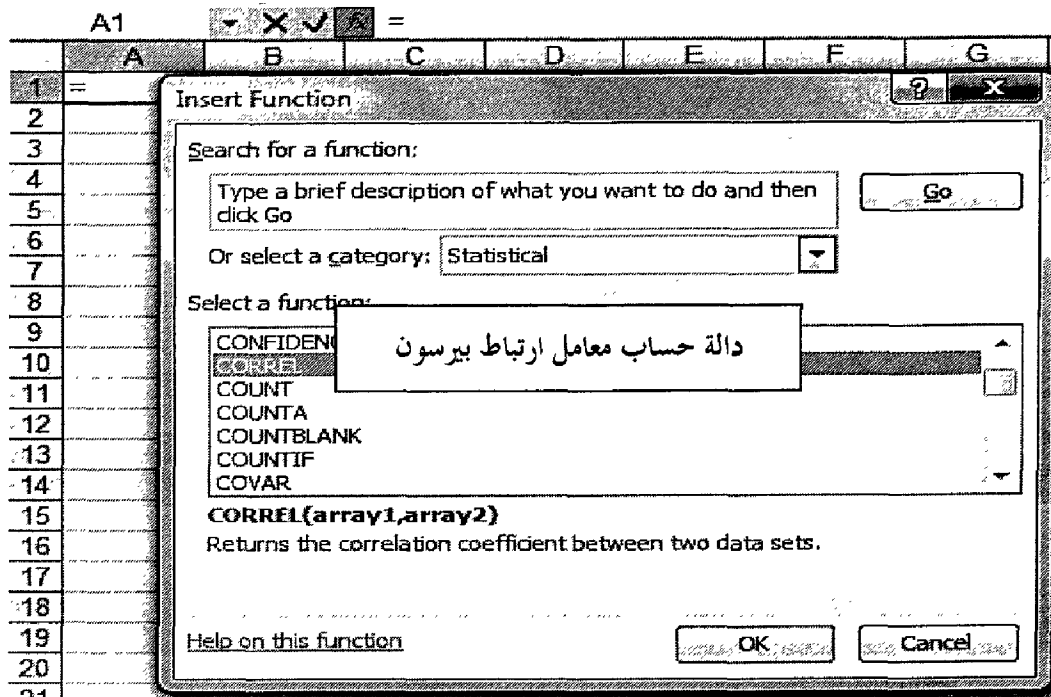 A1 =
A B C D E F G
1 =
Insert Function
?
X
2
3
Search for a function:
4
Type a brief description of what you want to do and then
Go
5
click Go
6
Or select a category: Statistical
7
8
Select a function:
9
دالة حساب معامل ارتباط بيرسون
CONFIDEN
10
CORREL
11
COUNT
12
COUNTA
COUNTBLANK
13
COUNTIF
14
COVAR
15
CORREL(array1,array2)
16
Returns the correlation coefficient between two data sets.
17
18
19
Help on this function
OK
Cancel
20
21